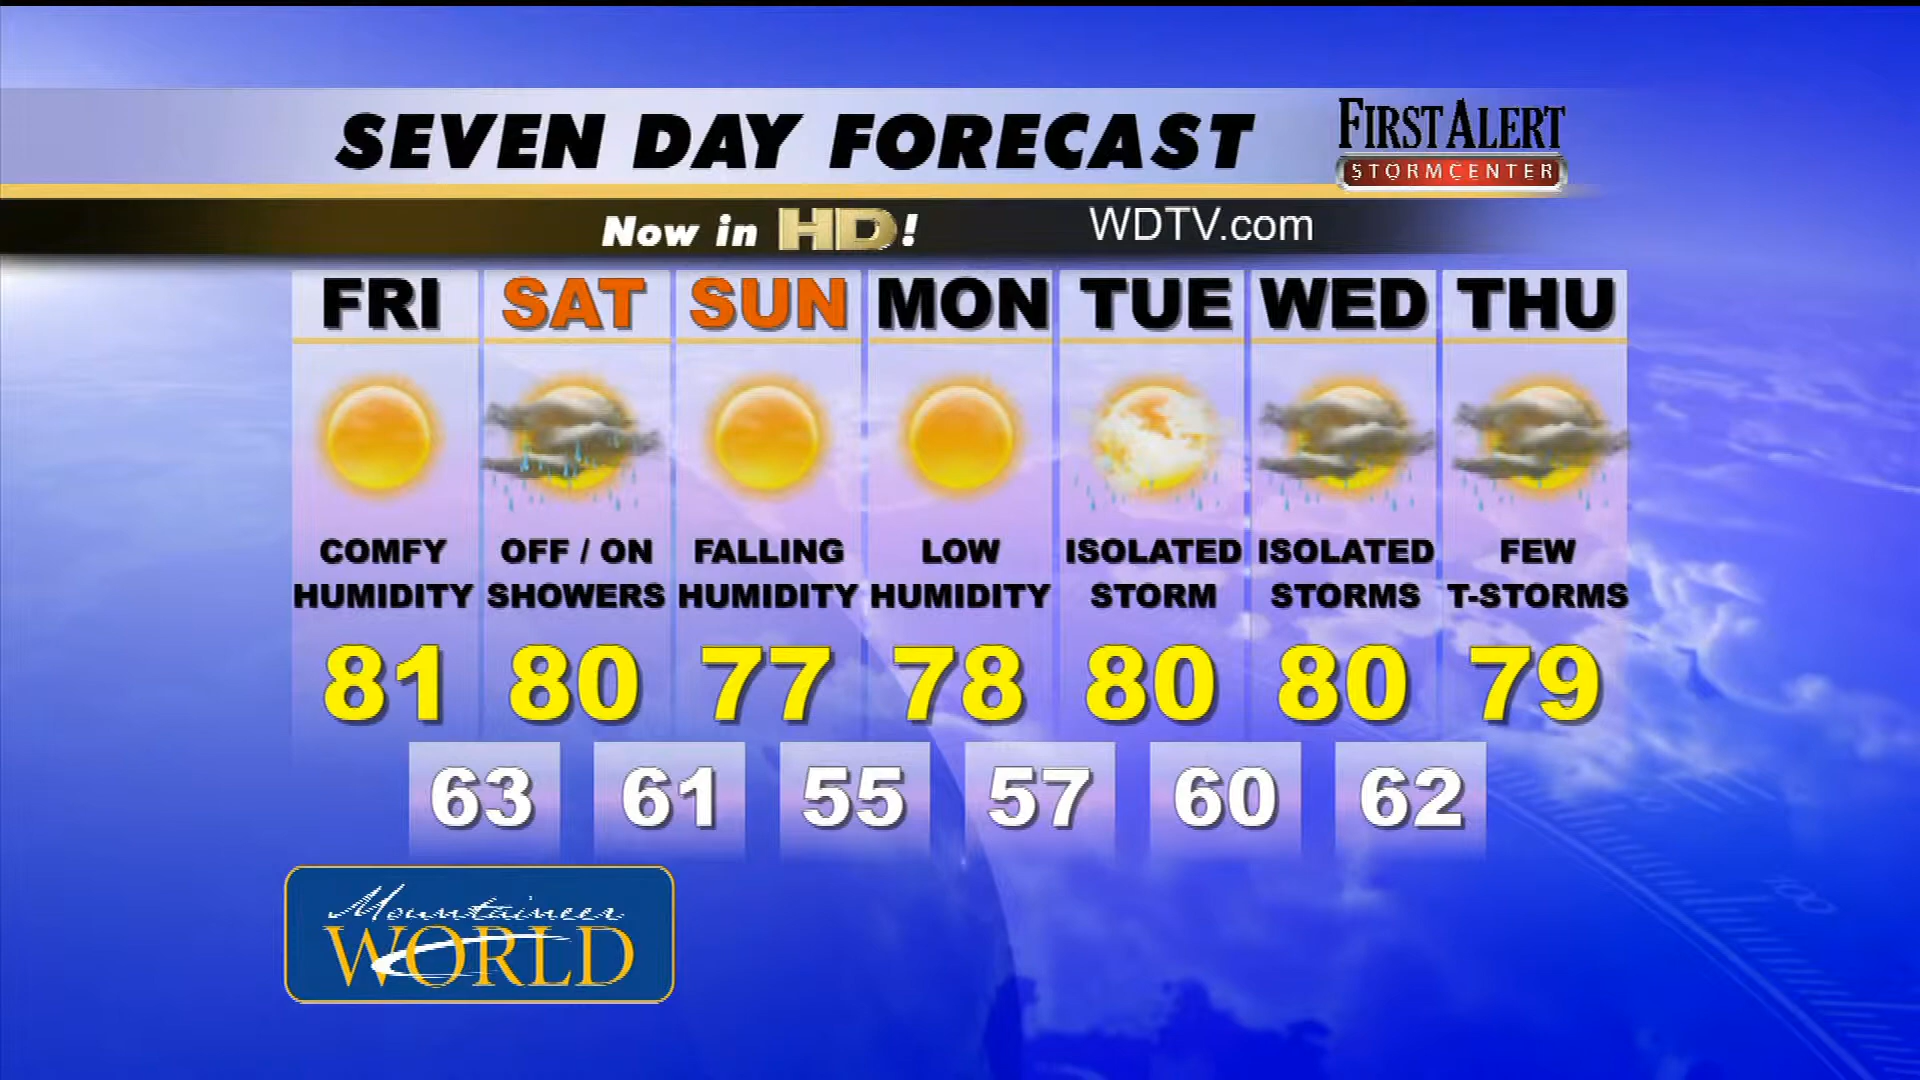 SEVEN DAY FORECAST
FIRST ALERT
STORMCENTER
Now in HD!
WDTV.com
FRI SAT SUN MON TUE WED THU
COMFY OFF / ON FALLING LOW ISOLATED ISOLATED FEW
HUMIDITY SHOWERS HUMIDITY HUMIDITY STORM STORMS T-STORMS
81 80 77 78 80 80 79
63 61 55 57 60 62
Mountaineer
WORLD
100